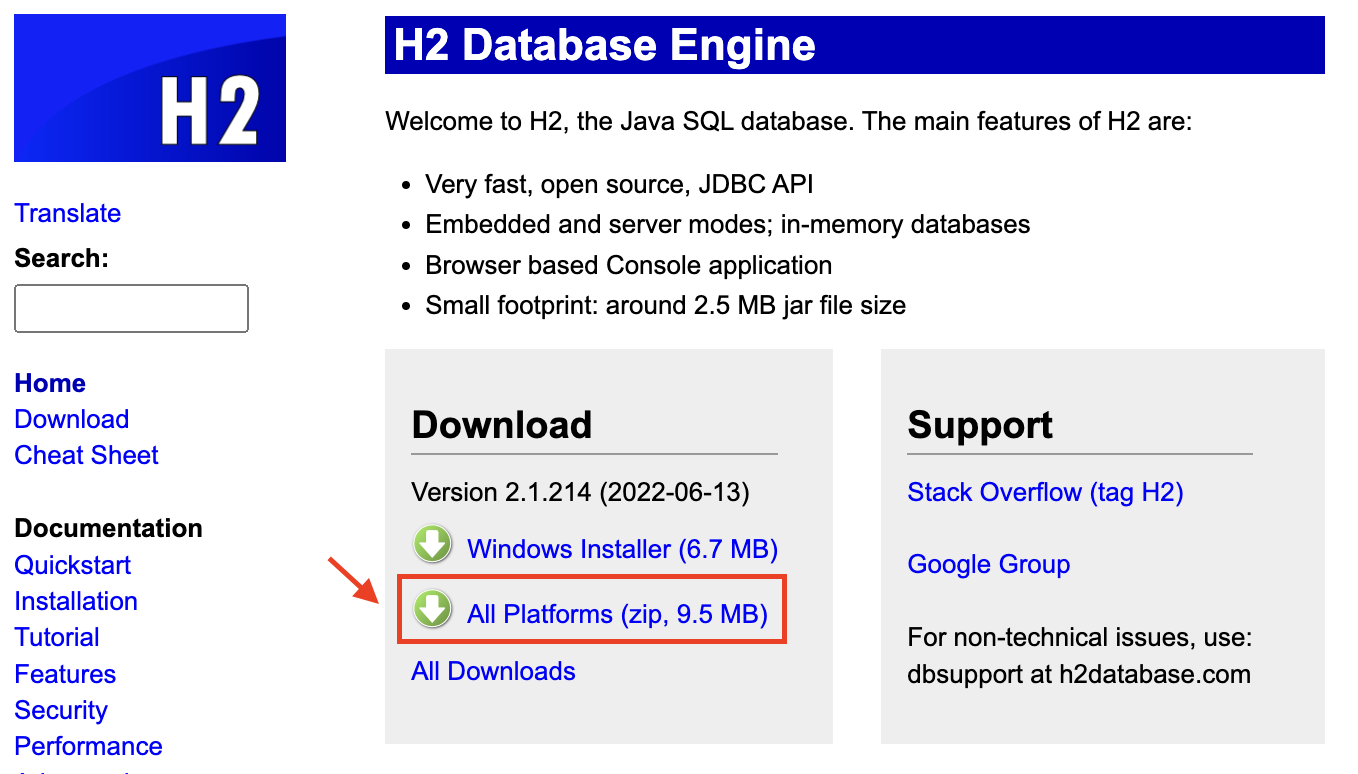 H2
Translate
Search:
Home
Download
Cheat Sheet
Documentation
Quickstart
Installation
Tutorial
Features
Security
Performance
H2 Database Engine
Welcome to H2, the Java SQL database. The main features of H2 are:
Very fast, open source, JDBC API
Embedded and server modes; in-memory databases
Browser based Console application
Small footprint: around 2.5 MB jar file size
Download
Version 2.1.214 (2022-06-13)
Windows Installer (6.7 MB)
All Platforms (zip, 9.5 MB)
All Downloads
Support
Stack Overflow (tag H2)
Google Group
For non-technical issues, use:
dbsupport at h2database.com